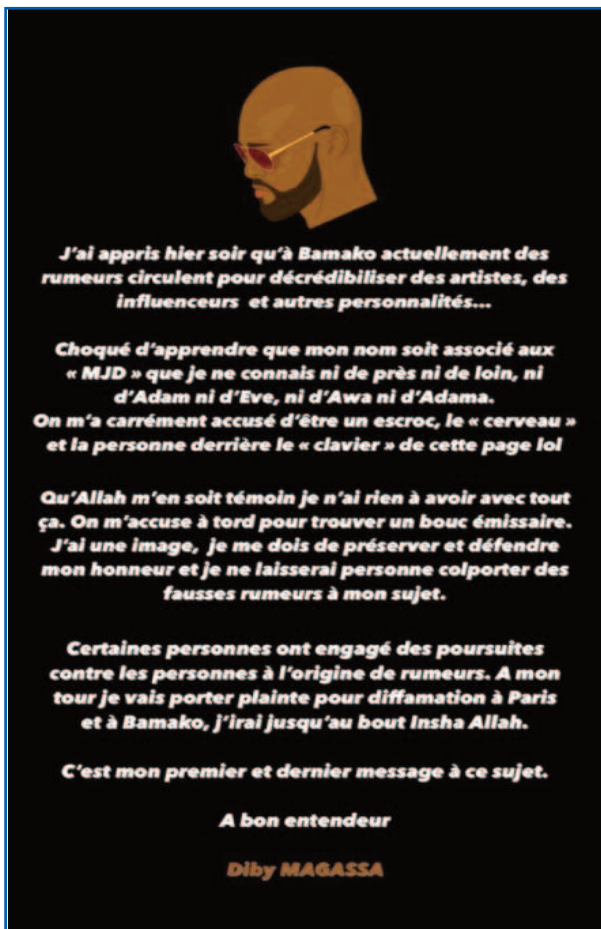 J'ai appris hier soir qu'à Bamako actuellement des
rumeurs circulent pour décrédibiliser des artistes, des
influenceurs et autres personnalités...
Choqué d'apprendre que mon nom soit associé aux
« MJD » que je ne connais ni de près ni de loin, ni
d'Adam ni d'Eve, ni d'Awa ni d'Adama.
On m'a carrément accusé d'être un escroc, le « cerveau »
et la personne derrière le « clavier » de cette page lol
Qu'Allah m'en soit témoin je n'ai rien à avoir avec tout
ça. On m'accuse à tord pour trouver un bouc émissaire.
J'ai une image, je me dois de préserver et défendre
mon honneur et je ne laisserai personne colporter des
fausses rumeurs à mon sujet.
Certaines personnes ont engagé des poursuites
contre les personnes à l'origine de rumeurs. A mon
tour je vais porter plainte pour diffamation à Paris
et à Bamako, j'irai jusqu'au bout Insha Allah.
C'est mon premier et dernier message à ce sujet.
A bon entendeur
Diby MAGASSA